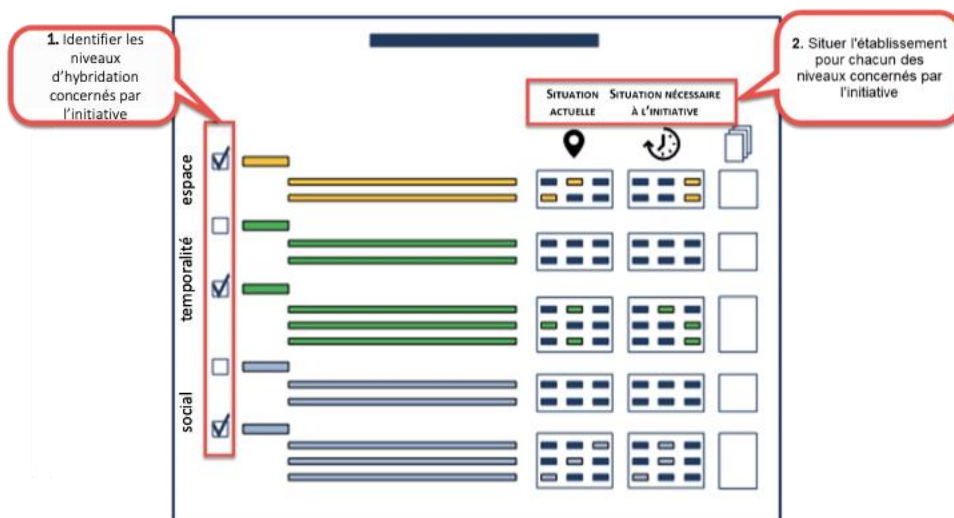 1. Identifier les
niveaux
d'hybridation
concernés par
l'initiative
2. Situer l'établissement
pour chacun des
niveaux concernés par
l'initiative
SITUATION
ACTUELLE
SITUATION NÉCESSAIRE
À L'INITIATIVE
espace
temporalité
social